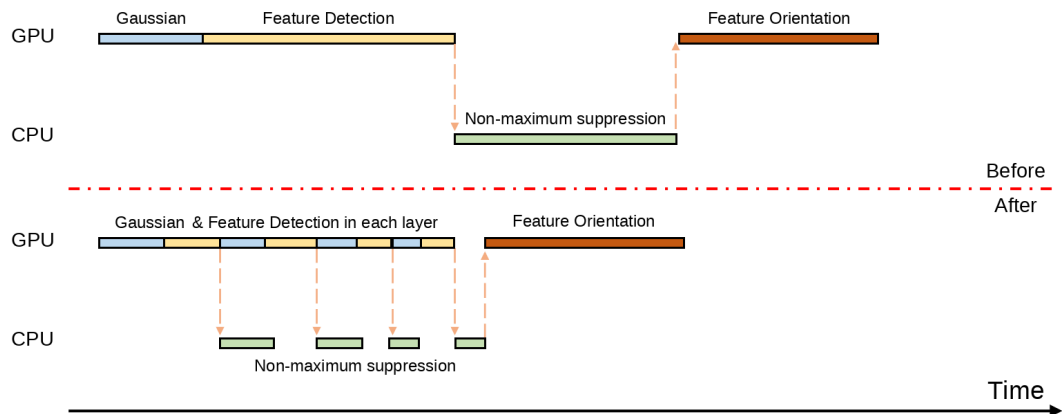 Gaussian Feature Detection Feature Orientation
GPU
Non-maximum suppression
CPU
Before
After
Gaussian & Feature Detection in each layer Feature Orientation
GPU
CPU
Non-maximum suppression
Time